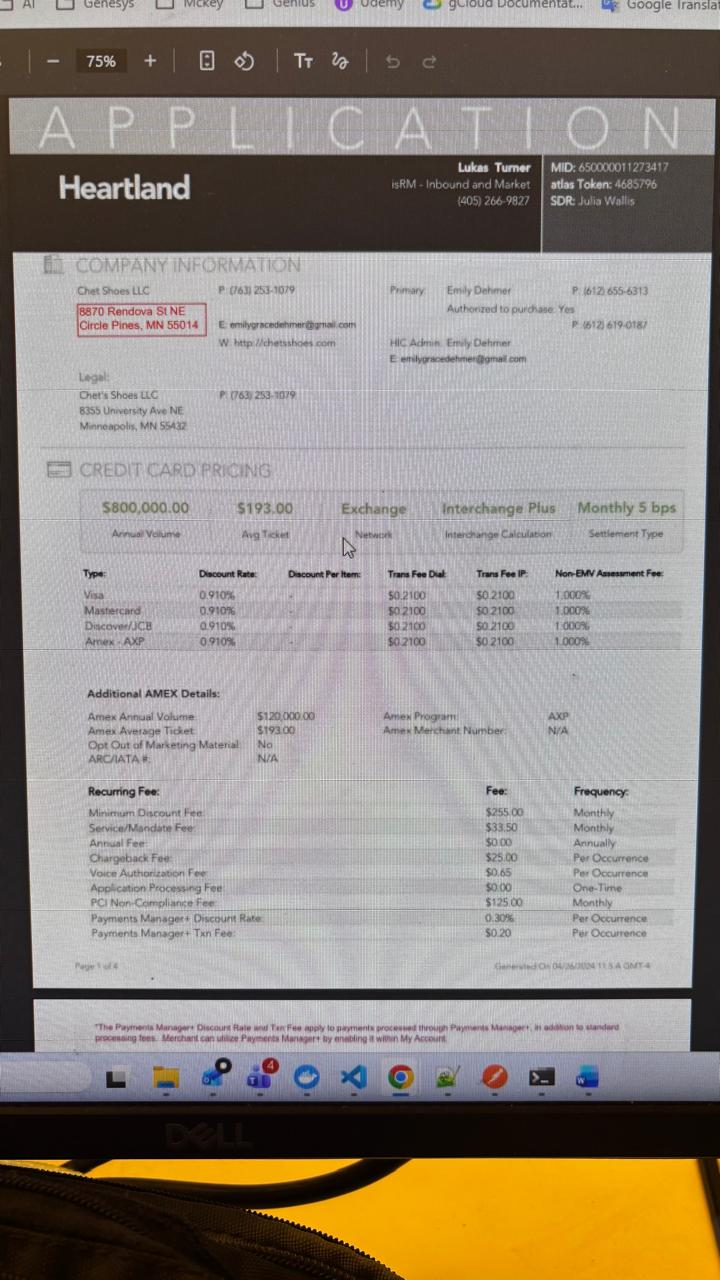 AI Genesys Mckey Genius Udemy gCloud Documentat... Google Translat
75%
APPLICATION
Heartland
Lukas Turner
isRM - Inbound and Market
(405) 266-9827
MID: 650000011273417
atlas Token: 4685796
SDR: Julia Wallis
COMPANY INFORMATION
Chet Shoes LLC P: (763) 253-1079 Primary: Emily Dehmer P: (612) 655-6313
8870 Rendova St NE Authorized to purchase: Yes
Circle Pines, MN 55014 E: emilygracedehmer@gmail.com P: (612) 619-0187
W: http://chetsshoes.com HIC Admin: Emily Dehmer
E: emilygracedehmer@gmail.com
Legal:
Chet's Shoes LLC P: (763) 253-1079
8355 University Ave NE
Minneapolis, MN 55432
CREDIT CARD PRICING
$800,000.00 $193.00 Exchange Interchange Plus Monthly 5 bps
Annual Volume Avg Ticket Network Interchange Calculation Settlement Type
Type: Discount Rate: Discount Per Item: Trans Fee Dial: Trans Fee IP: Non-EMV Assessment Fee:
Visa 0.910% - $0.2100 $0.2100 1.000%
Mastercard 0.910% - $0.2100 $0.2100 1.000%
Discover/JCB 0.910% - $0.2100 $0.2100 1.000%
Amex - AXP 0.910% - $0.2100 $0.2100 1.000%
Additional AMEX Details:
Amex Annual Volume: $120,000.00 Amex Program: AXP
Amex Average Ticket: $193.00 Amex Merchant Number: N/A
Opt Out of Marketing Material: No
ARC/IATA #: N/A
Recurring Fee: Fee: Frequency:
Minimum Discount Fee: $255.00 Monthly
Service/Mandate Fee: $33.50 Monthly
Annual Fee: $0.00 Annually
Chargeback Fee: $25.00 Per Occurrence
Voice Authorization Fee: $0.65 Per Occurrence
Application Processing Fee: $0.00 One-Time
PCI Non-Compliance Fee: $125.00 Monthly
Payments Manager+ Discount Rate: 0.30% Per Occurrence
Payments Manager+ Txn Fee: $0.20 Per Occurrence
Page 1 of 4 Generated On 04/26/2024 11:5 A GMT-4
*The Payments Manager+ Discount Rate and Txn Fee apply to payments processed through Payments Manager+, in addition to standard
processing fees. Merchant can utilize Payments Manager+ by enabling it within My Account.
4
DELL